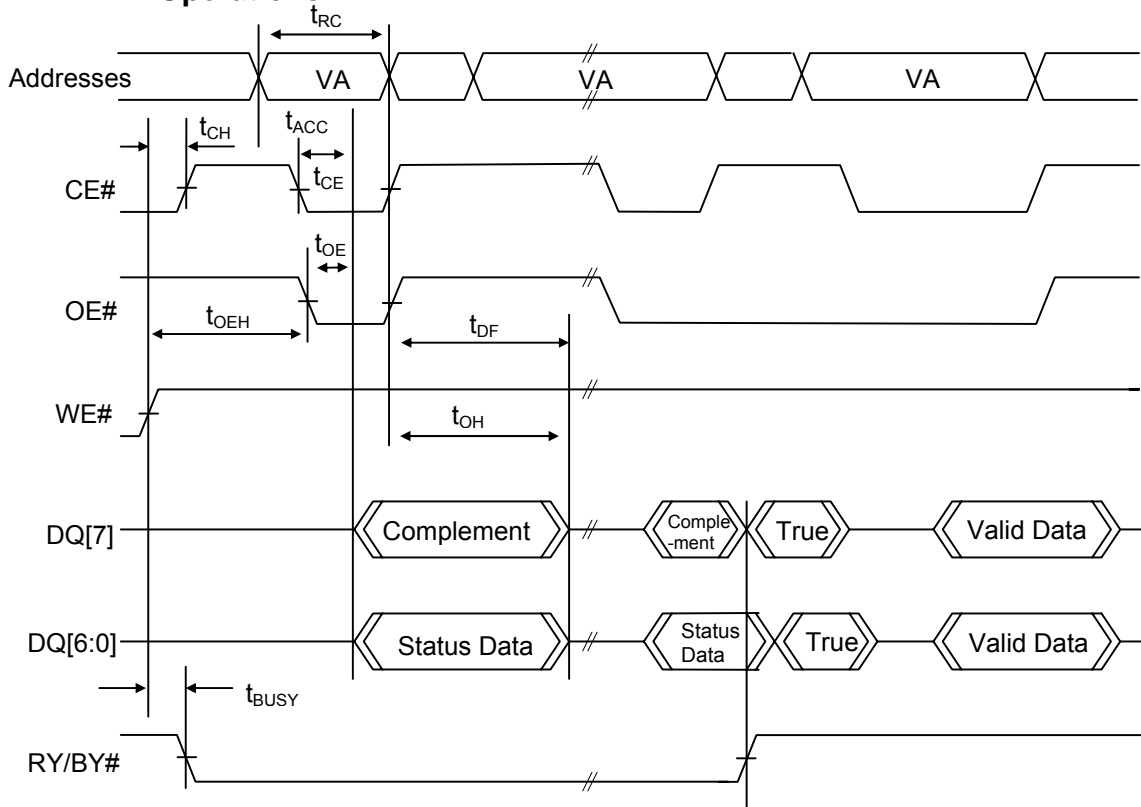 t_RC
Addresses VA VA VA
t_CH t_ACC
CE# t_CE
t_OE
OE#
t_OEH t_DF
WE#
t_OH
DQ[7] Complement Comple True Valid Data
-ment
DQ[6:0] Status Data Status True Valid Data
Data
t_BUSY
RY/BY#